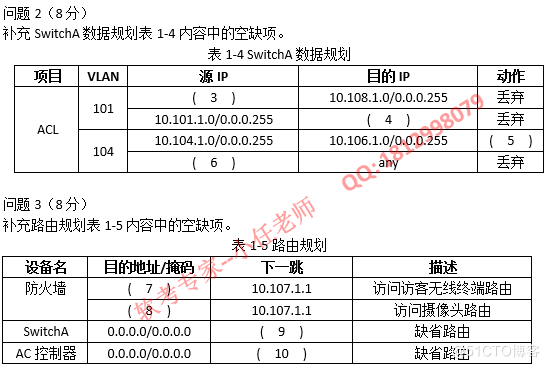 问题 2（8 分）
补充 SwitchA 数据规划表 1-4 内容中的空缺项。
表 1-4 SwitchA 数据规划
项目 VLAN 源 IP 目的 IP 动作
ACL 101 （ 3 ） 10.108.1.0/0.0.0.255 丢弃
10.101.1.0/0.0.0.255 （ 4 ） 丢弃
104 10.104.1.0/0.0.0.255 10.106.1.0/0.0.0.255 （ 5 ）
（ 6 ） any 丢弃
问题 3（8 分）
补充路由规划表 1-5 内容中的空缺项。
表 1-5 路由规划
设备名 目的地址/掩码 下一跳 描述
防火墙 （ 7 ） 10.107.1.1 访问访客无线终端路由
（ 8 ） 10.107.1.1 访问摄像头路由
SwitchA 0.0.0.0/0.0.0.0 （ 9 ） 缺省路由
AC 控制器 0.0.0.0/0.0.0.0 （ 10 ） 缺省路由
软考专家--小任老师
@51CTO博客